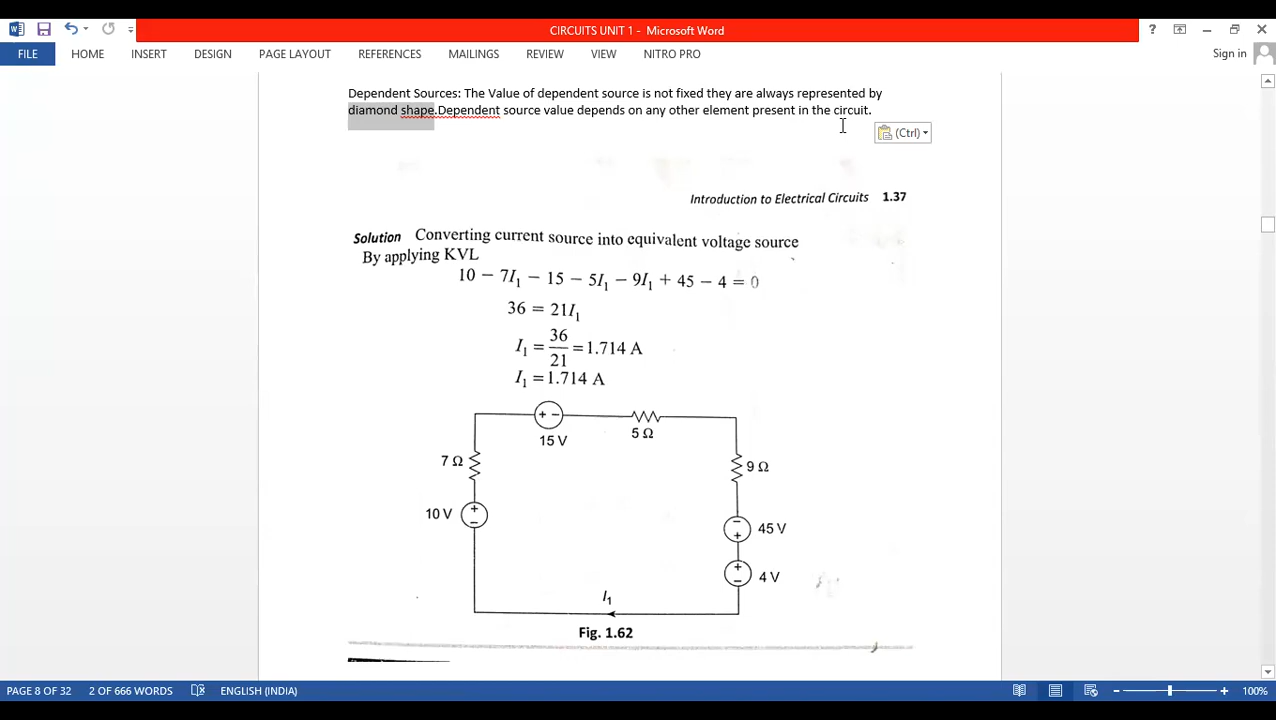 CIRCUITS UNIT 1 - Microsoft Word
?
FILE HOME INSERT DESIGN PAGE LAYOUT REFERENCES MAILINGS REVIEW VIEW NITRO PRO Sign in
Dependent Sources: The Value of dependent source is not fixed they are always represented by
diamond shape.Dependent source value depends on any other element present in the circuit.
(Ctrl)
Introduction to Electrical Circuits 1.37
Solution Converting current source into equivalent voltage source
By applying KVL
10 − 7I₁ − 15 − 5I₁ − 9I₁ + 45 − 4 = 0
36 = 21I₁
I₁ = 36/21 = 1.714 A
I₁ = 1.714 A
+ −
15 V
5 Ω
7 Ω
9 Ω
10 V + −
− + 45 V
+ − 4 V
I₁
Fig. 1.62
PAGE 8 OF 32 2 OF 666 WORDS ENGLISH (INDIA) 100%